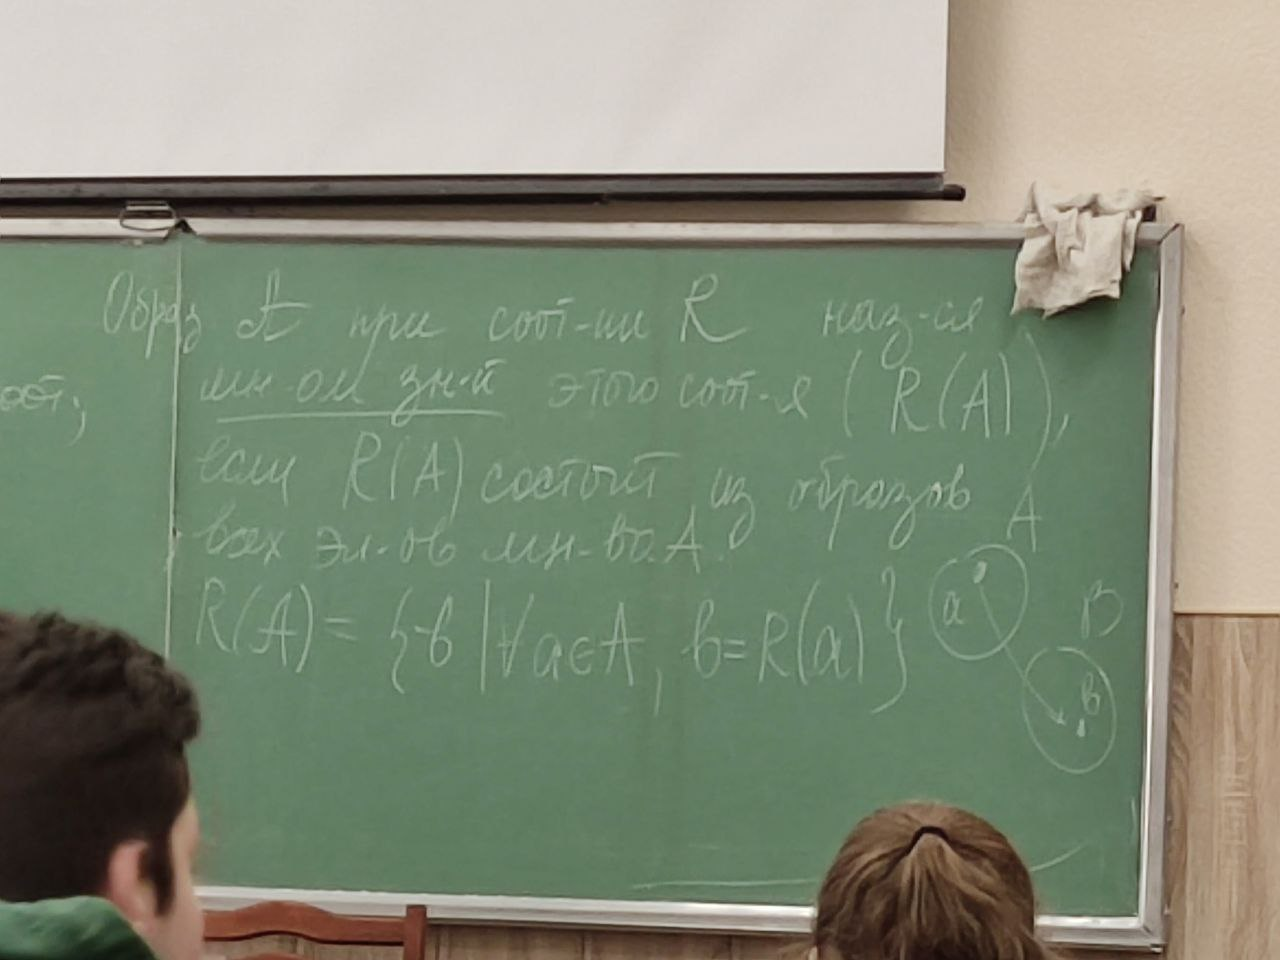 Образ A при соот-ии R наз-ся
мн-ом зн-й этого соот-я (R(A)),
если R(A) состоит из образов
всех эл-ов мн-ва A.
R(A) = {b | ∀a∈A, b=R(a)}
A
a
B
b